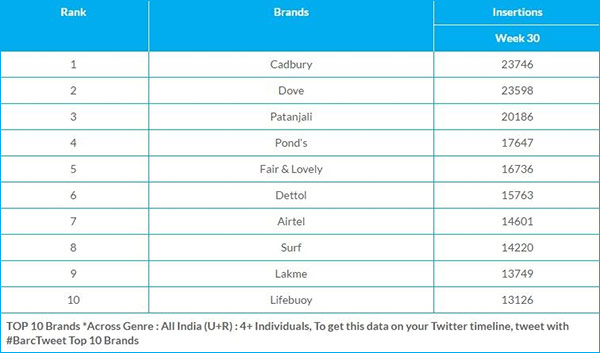 Rank Brands Insertions
Week 30
1 Cadbury 23746
2 Dove 23598
3 Patanjali 20186
4 Pond's 17647
5 Fair & Lovely 16736
6 Dettol 15763
7 Airtel 14601
8 Surf 14220
9 Lakme 13749
10 Lifebuoy 13126
TOP 10 Brands *Across Genre : All India (U+R) : 4+ Individuals, To get this data on your Twitter timeline, tweet with
#BarcTweet Top 10 Brands